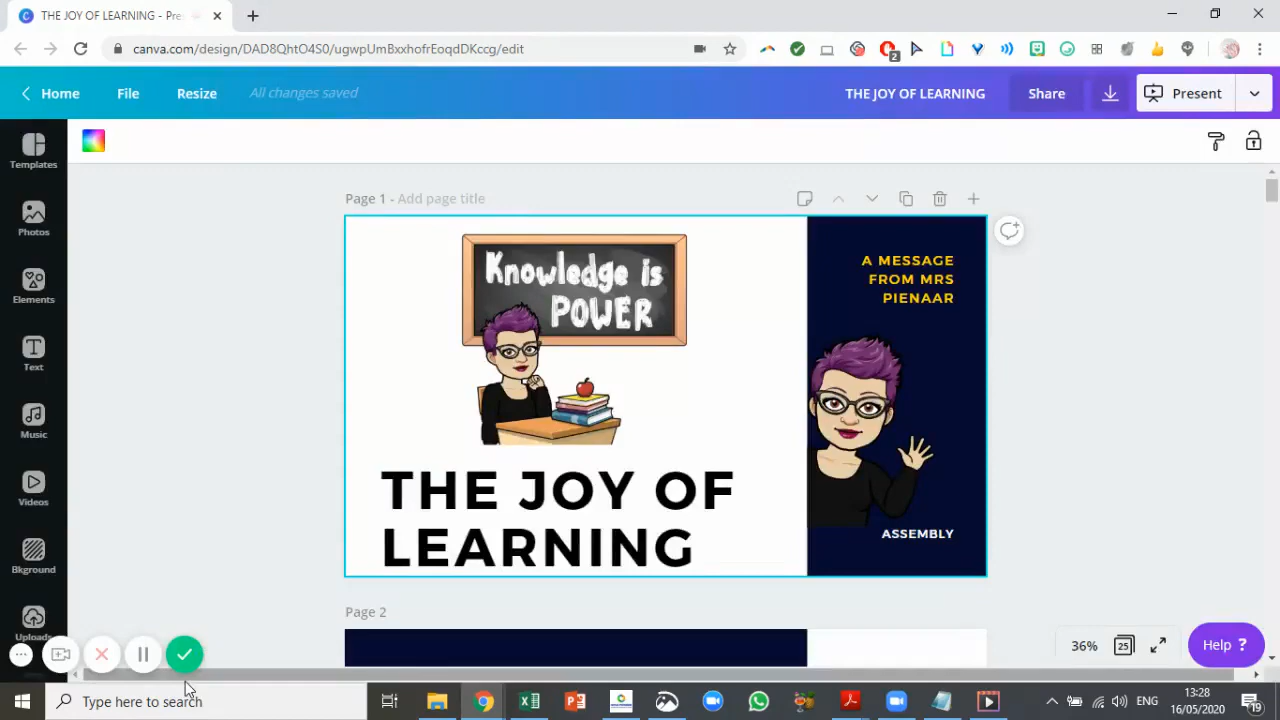 THE JOY OF LEARNING - Pres
canva.com/design/DAD8QhtO4S0/ugwpUmBxxhofrEoqdDKccg/edit
2
Home
File
Resize
All changes saved
THE JOY OF LEARNING
Share
Present
Templates
Photos
Elements
Text
Music
Videos
Bkground
Uploads
Page 1 - Add page title
Knowledge is
POWER
THE JOY OF
LEARNING
A MESSAGE
FROM MRS
PIENAAR
ASSEMBLY
Page 2
36%
25
Help ?
Type here to search
ENG
13:28
16/05/2020
19